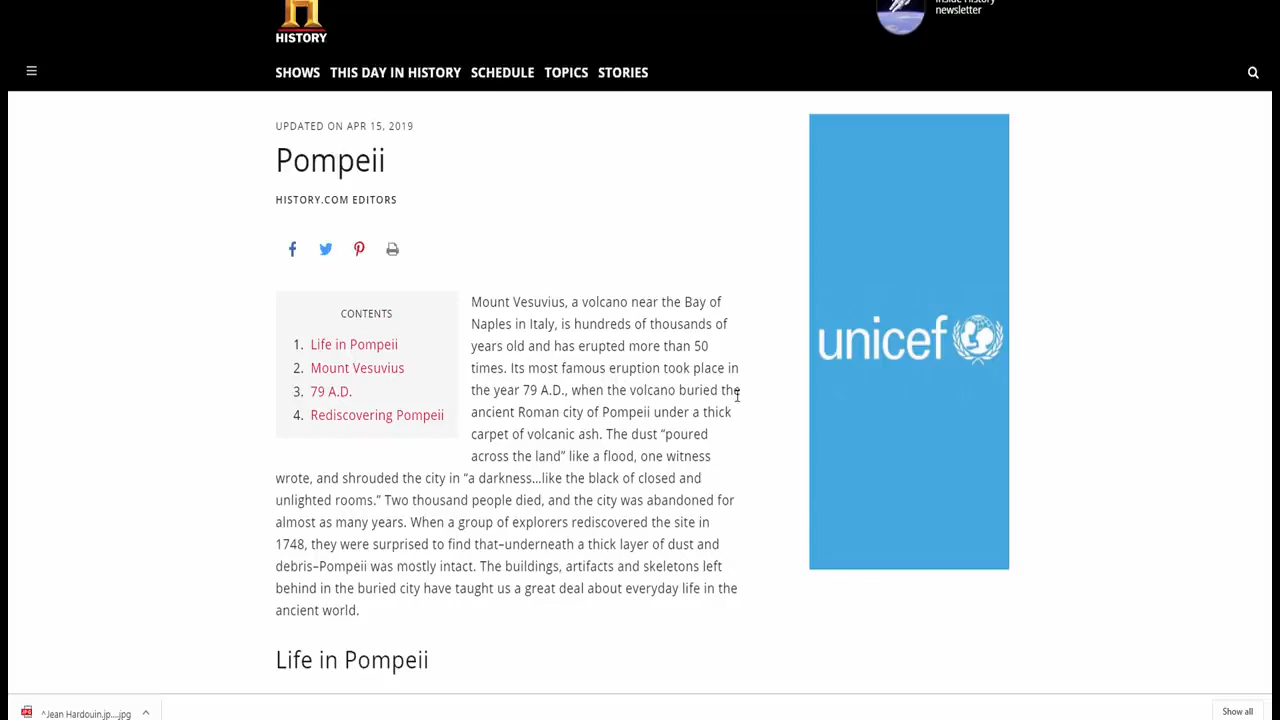 Inside History
newsletter
HISTORY
SHOWS THIS DAY IN HISTORY SCHEDULE TOPICS STORIES
UPDATED ON APR 15, 2019
Pompeii
HISTORY.COM EDITORS
CONTENTS
1. Life in Pompeii
2. Mount Vesuvius
3. 79 A.D.
4. Rediscovering Pompeii
Mount Vesuvius, a volcano near the Bay of
Naples in Italy, is hundreds of thousands of
years old and has erupted more than 50
times. Its most famous eruption took place in
the year 79 A.D., when the volcano buried the
ancient Roman city of Pompeii under a thick
carpet of volcanic ash. The dust “poured
across the land” like a flood, one witness
wrote, and shrouded the city in “a darkness…like the black of closed and
unlighted rooms.” Two thousand people died, and the city was abandoned for
almost as many years. When a group of explorers rediscovered the site in
1748, they were surprised to find that–underneath a thick layer of dust and
debris–Pompeii was mostly intact. The buildings, artifacts and skeletons left
behind in the buried city have taught us a great deal about everyday life in the
ancient world.
Life in Pompeii
unicef
^Jean Hardouin.jp....jpg
Show all